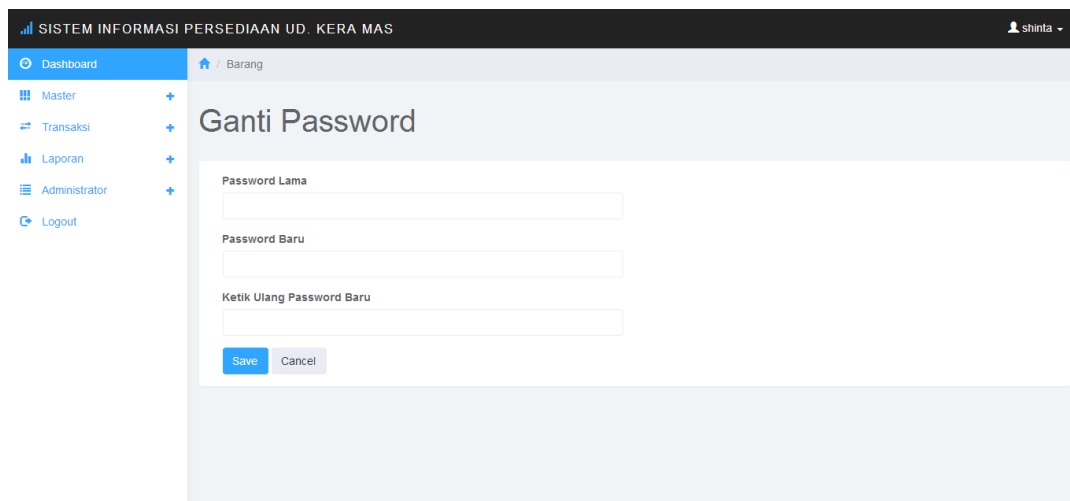 SISTEM INFORMASI PERSEDIAAN UD. KERA MAS
shinta
Dashboard
Master
Transaksi
Laporan
Administrator
Logout
/ Barang
Ganti Password
Password Lama
Password Baru
Ketik Ulang Password Baru
Save Cancel